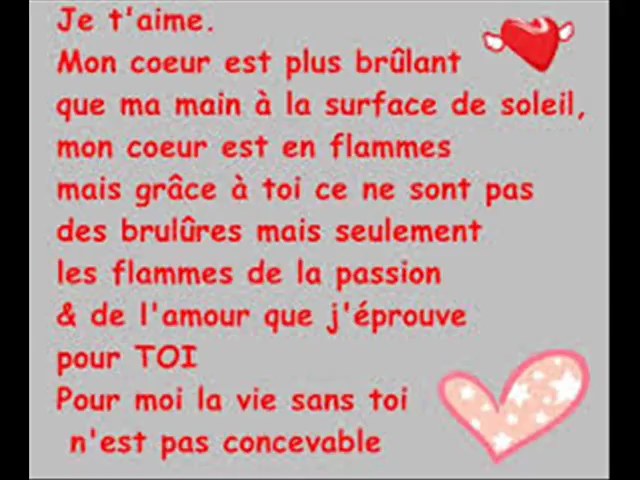 Je t'aime.
Mon coeur est plus brûlant
que ma main à la surface de soleil,
mon coeur est en flammes
mais grâce à toi ce ne sont pas
des brulûres mais seulement
les flammes de la passion
& de l'amour que j'éprouve
pour TOI
Pour moi la vie sans toi
n'est pas concevable